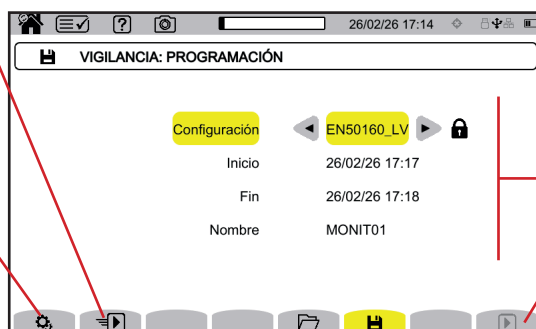 26/02/26 17:14
VIGILANCIA: PROGRAMACIÓN
Configuración EN50160_LV
Inicio 26/02/26 17:17
Fin 26/02/26 17:18
Nombre MONIT01